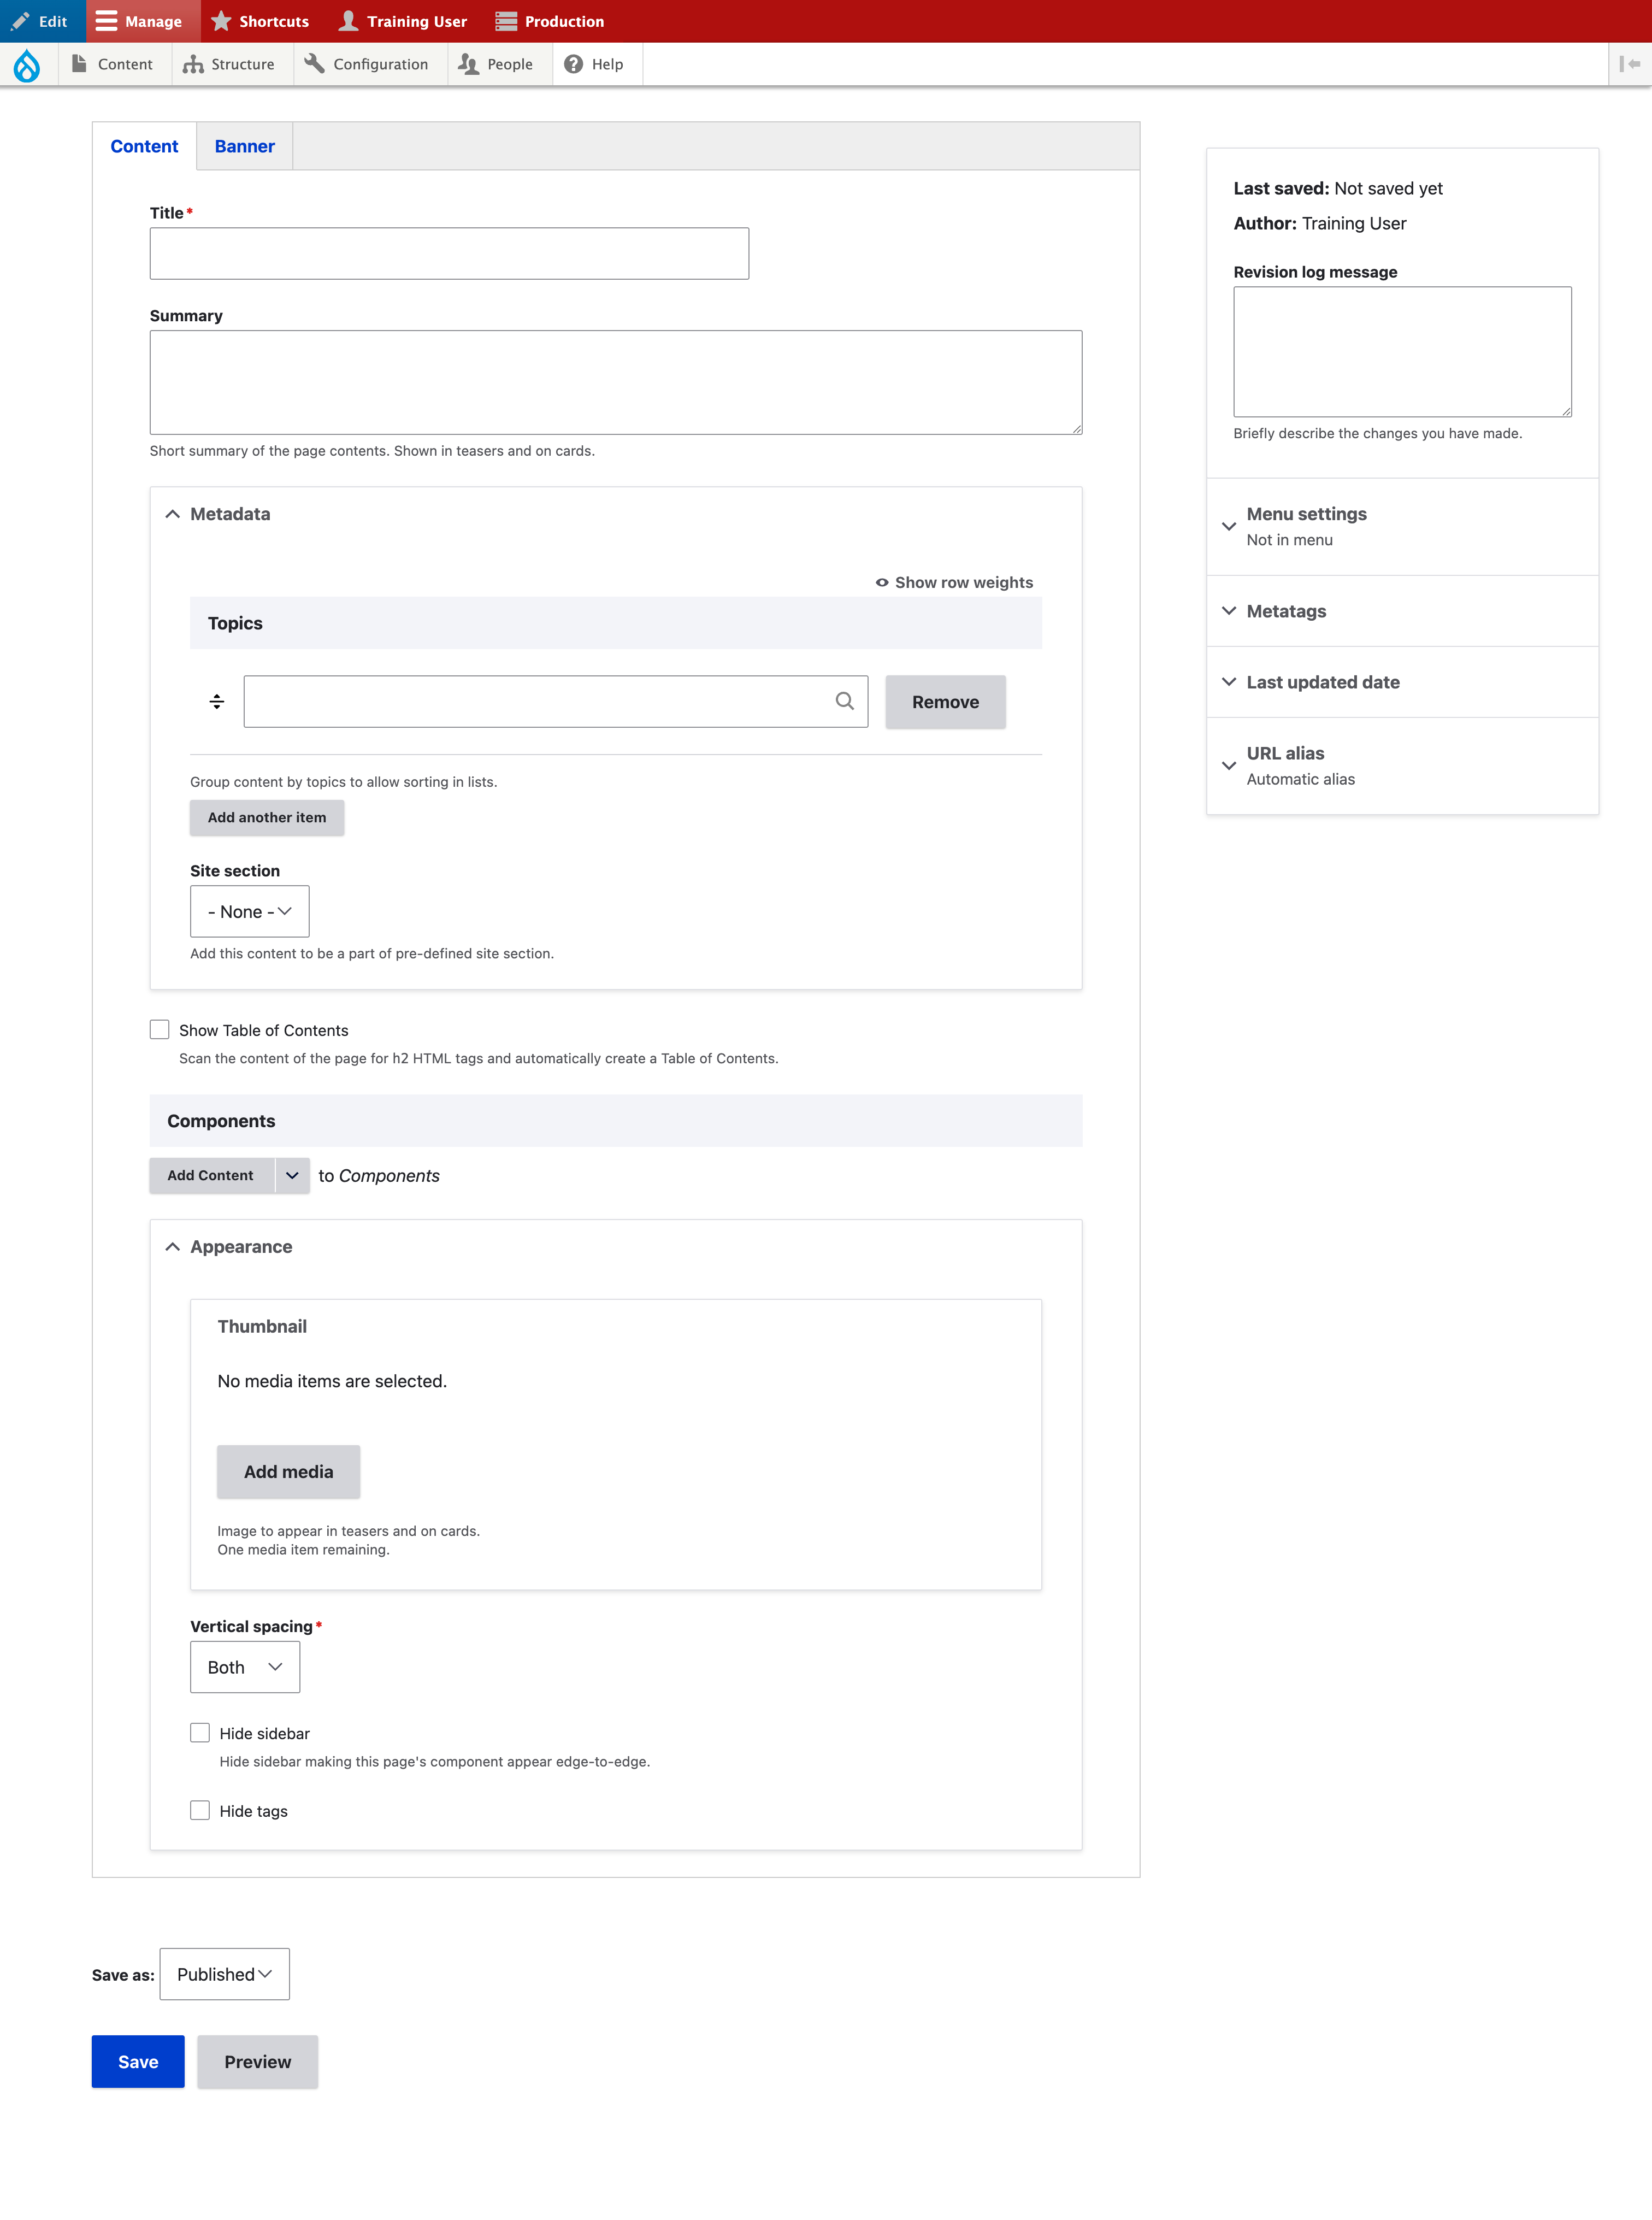 Edit Manage Shortcuts Training User Production
Content Structure Configuration People Help
Content Banner
Title*
Summary
Short summary of the page contents. Shown in teasers and on cards.
Metadata
Show row weights
Topics
Remove
Group content by topics to allow sorting in lists.
Add another item
Site section
- None -
Add this content to be a part of pre-defined site section.
Show Table of Contents
Scan the content of the page for h2 HTML tags and automatically create a Table of Contents.
Components
Add Content to Components
Appearance
Thumbnail
No media items are selected.
Add media
Image to appear in teasers and on cards.
One media item remaining.
Vertical spacing*
Both
Hide sidebar
Hide sidebar making this page's component appear edge-to-edge.
Hide tags
Save as: Published
Save Preview
Last saved: Not saved yet
Author: Training User
Revision log message
Briefly describe the changes you have made.
Menu settings
Not in menu
Metatags
Last updated date
URL alias
Automatic alias